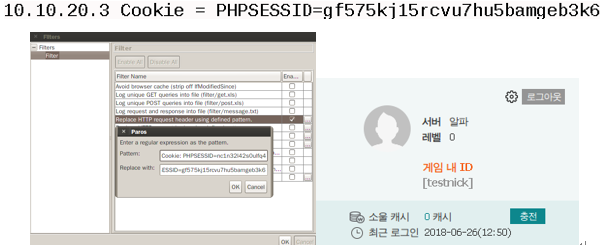 10.10.20.3 Cookie = PHPSESSID=gf575kj15rcvu7hu5bamgeb3k6
Filters
Filters
Filter
Filter
Enable All
Disable All
Filter Name
Ena...
Avoid browser cache (strip off IfModifiedSince)
Log unique GET queries into file (filter/get.xls)
Log unique POST queries into file (filter/post.xls)
Log request and response into file (filter/message.txt)
Replace HTTP request header using defined pattern.
Paros
Enter a regular expression as the pattern.
Pattern:
Cookie: PHPSESSID=nc1n32l42s0ulfq4
Replace with:
ESSID=gf575kj15rcvu7hu5bamgeb3k6
OK
Cancel
OK
Cancel
로그아웃
서버 알파
레벨 0
게임 내 ID
[testnick]
소울 캐시 0 캐시
충전
최근 로그인 2018-06-26(12:50)